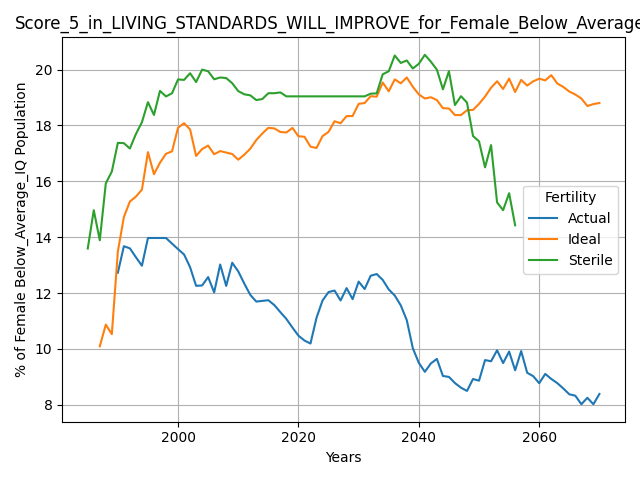 Score_5_in_LIVING_STANDARDS_WILL_IMPROVE_for_Female_Below_Average
% of Female Below_Average_IQ Population
20
18
16
14
12
10
8
Fertility
Actual
Ideal
Sterile
2000
2020
2040
2060
Years